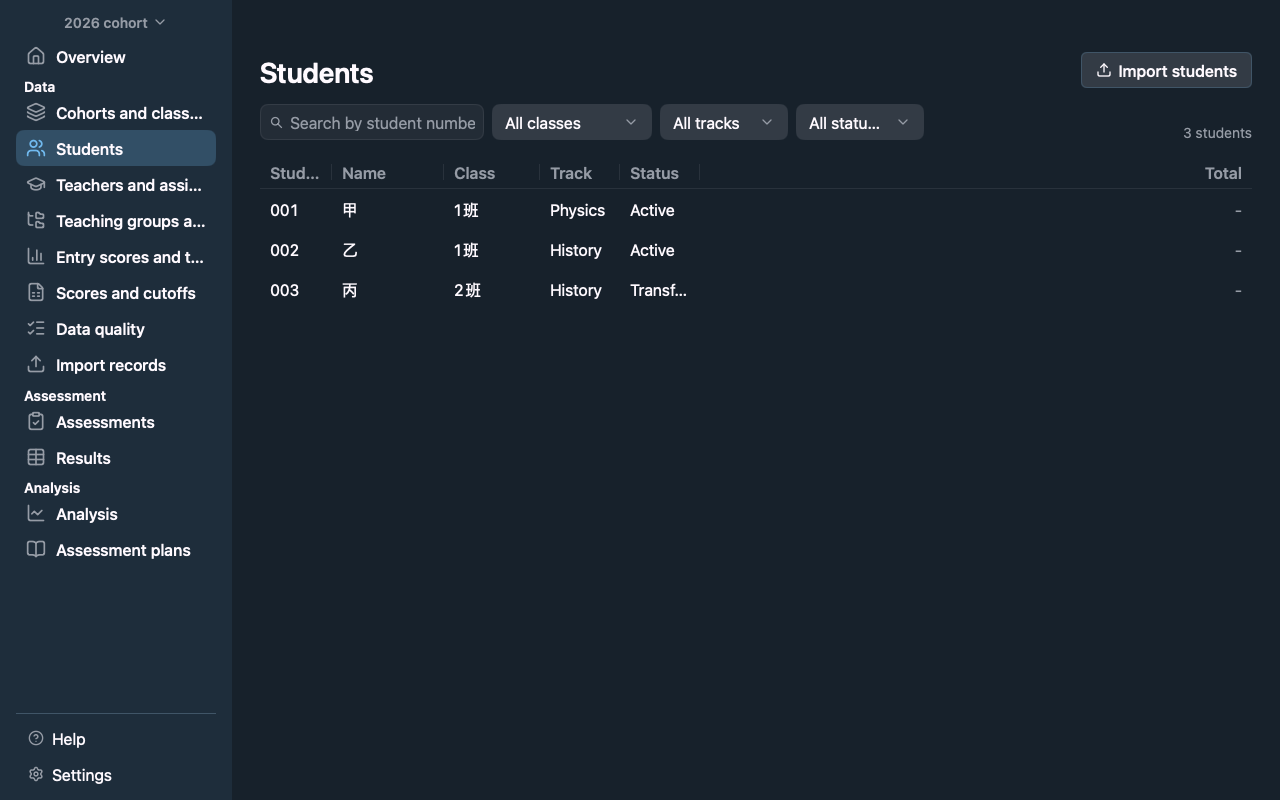 2026 cohort
Overview
Data
Cohorts and class...
Students
Teachers and assi...
Teaching groups a...
Entry scores and t...
Scores and cutoffs
Data quality
Import records
Assessment
Assessments
Results
Analysis
Analysis
Assessment plans
Help
Settings
Students
Import students
Search by student numbe
All classes
All tracks
All statu...
3 students
Stud... Name Class Track Status Total
001 甲 1班 Physics Active -
002 乙 1班 History Active -
003 丙 2班 History Transf... -